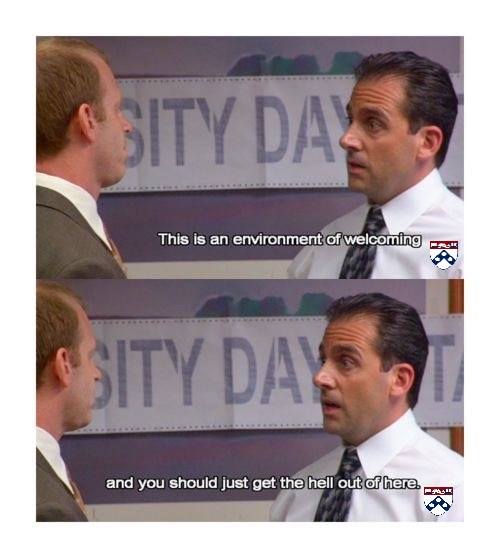 SITY DAY
This is an environment of welcoming
SITY DAY TA
and you should just get the hell out of here.